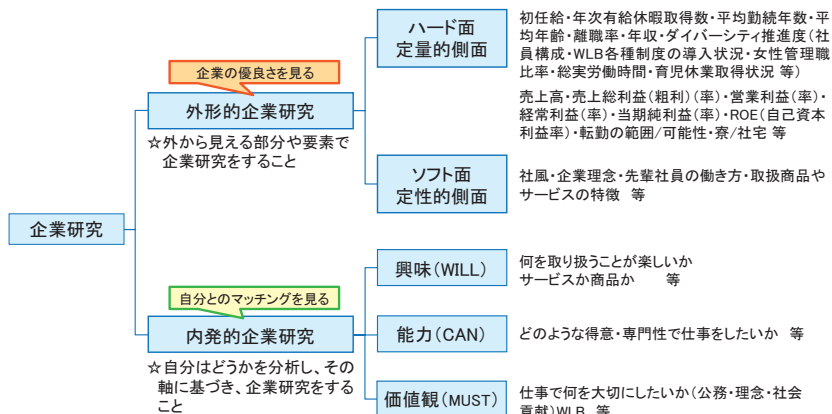 企業研究
企業の優良さを見る
外形的企業研究
☆外から見える部分や要素で
企業研究をすること
ハード面
定量的側面
初任給・年次有給休暇取得数・平均勤続年数・平
均年齢・離職率・年収・ダイバーシティ推進度(社
員構成・WLB各種制度の導入状況・女性管理職
比率・総実労働時間・育児休業取得状況 等)
売上高・売上総利益(粗利)(率)・営業利益(率)・
経常利益(率)・当期純利益(率)・ROE(自己資本
利益率)・転勤の範囲/可能性・寮/社宅 等
ソフト面
定性的側面
社風・企業理念・先輩社員の働き方・取扱商品や
サービスの特徴 等
自分とのマッチングを見る
内発的企業研究
☆自分はどうかを分析し、その
軸に基づき、企業研究をする
こと
興味(WILL)
何を取り扱うことが楽しいか
サービスか商品か 等
能力(CAN)
どのような得意・専門性で仕事をしたいか 等
価値観(MUST)
仕事で何を大切にしたいか(公務・理念・社会
貢献)WLB 等